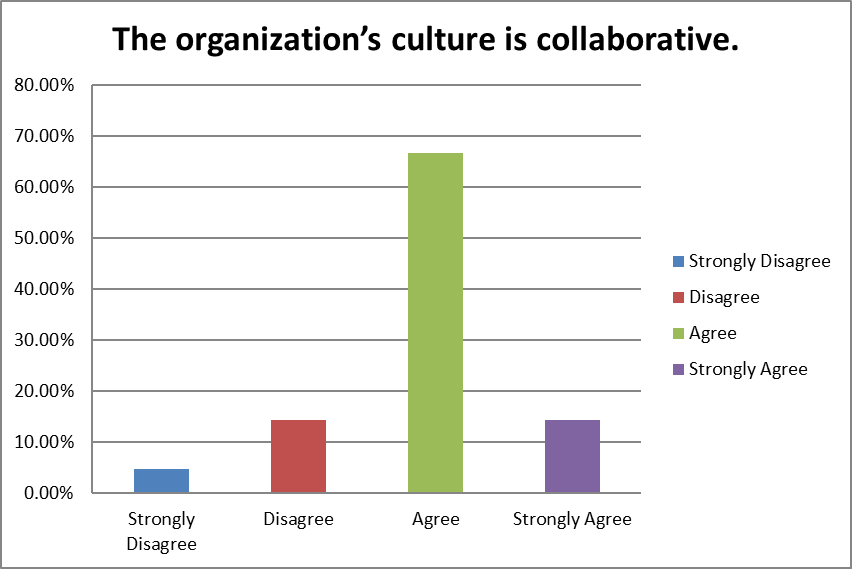 The organization’s culture is collaborative.
80.00%
70.00%
60.00%
50.00%
40.00%
30.00%
20.00%
10.00%
0.00%
Strongly
Disagree
Disagree
Agree
Strongly Agree
Strongly Disagree
Disagree
Agree
Strongly Agree